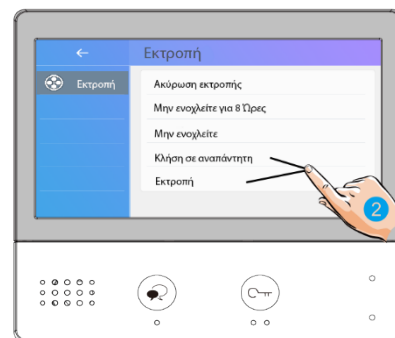 Εκτροπή
Εκτροπή
Ακύρωση εκτροπής
Μην ενοχλείτε για 8 Ώρες
Μην ενοχλείτε
Κλήση σε αναπάντητη
Εκτροπή
2